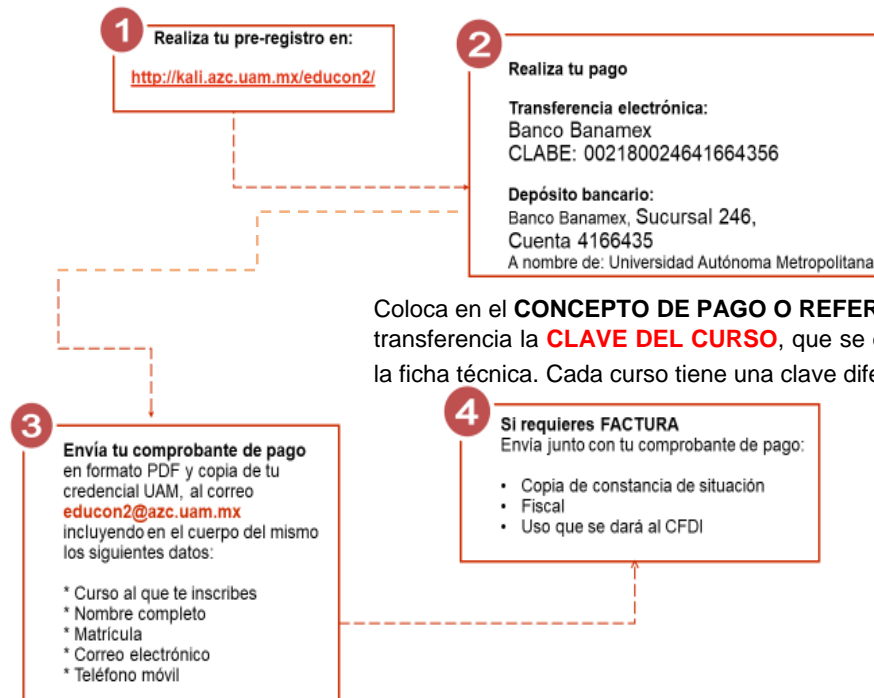 1
Realiza tu pre-registro en:
http://kali.azc.uam.mx/educon2/
2
Realiza tu pago
Transferencia electrónica:
Banco Banamex
CLABE: 002180024641664356
Depósito bancario:
Banco Banamex, Sucursal 246,
Cuenta 4166435
A nombre de: Universidad Autónoma Metropolitana
Coloca en el CONCEPTO DE PAGO O REFER
transferencia la CLAVE DEL CURSO, que se
la ficha técnica. Cada curso tiene una clave dife
3
Envía tu comprobante de pago
en formato PDF y copia de tu
credencial UAM, al correo
educon2@azc.uam.mx
incluyendo en el cuerpo del mismo
los siguientes datos:
* Curso al que te inscribes
* Nombre completo
* Matrícula
* Correo electrónico
* Teléfono móvil
4
Si requieres FACTURA
Envía junto con tu comprobante de pago:
• Copia de constancia de situación
• Fiscal
• Uso que se dará al CFDI